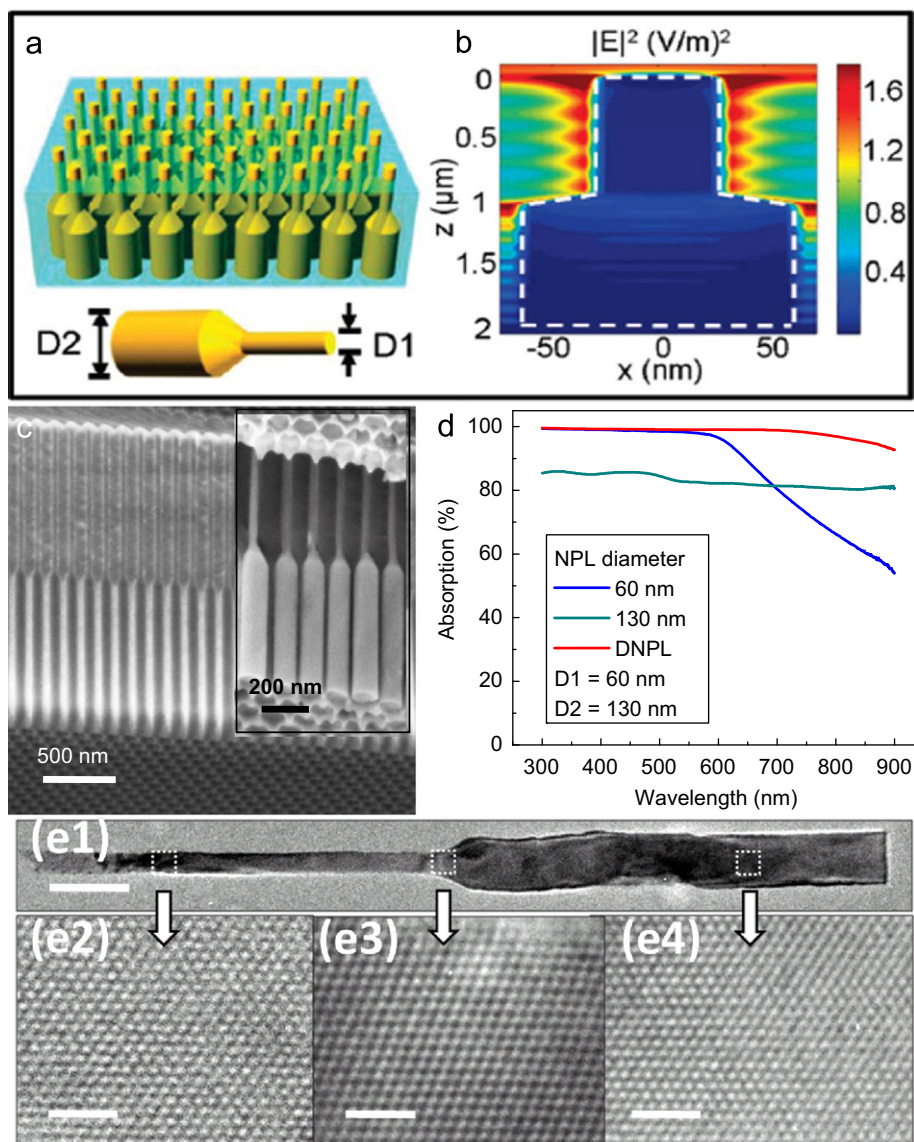 a
D2
D1
b
|E|² (V/m)²
0
0.5
1
1.5
2
z (µm)
-50
0
50
x (nm)
1.6
1.2
0.8
0.4
c
500 nm
200 nm
d
100
80
60
40
20
0
Absorption (%)
NPL diameter
60 nm
130 nm
DNPL
D1 = 60 nm
D2 = 130 nm
300 400 500 600 700 800 900
Wavelength (nm)
(e1)
(e2)
(e3)
(e4)